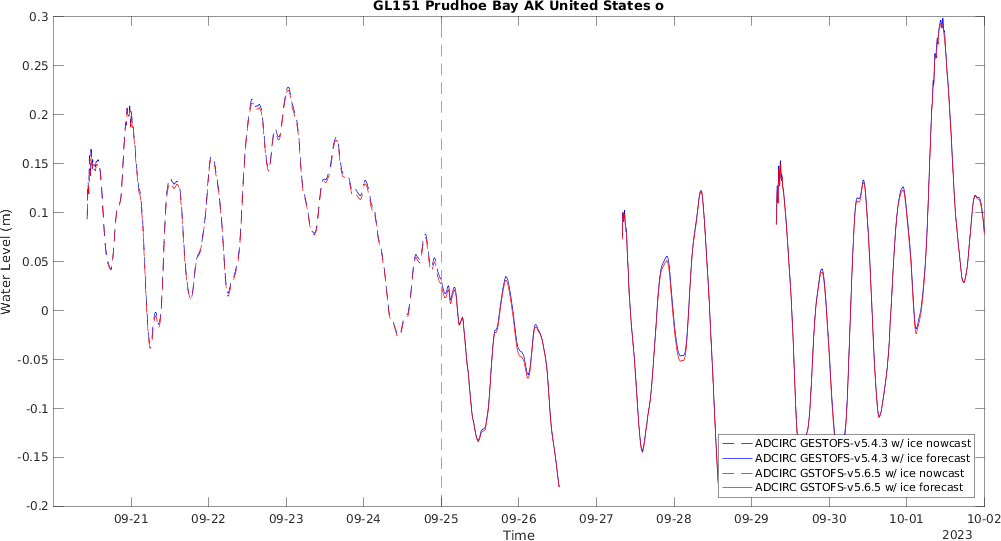 GL151 Prudhoe Bay AK United States o
0.3
0.25
0.2
0.15
0.1
0.05
0
-0.05
-0.1
-0.15
-0.2
Water Level (m)
ADCIRC GESTOFS-v5.4.3 w/ ice nowcast
ADCIRC GESTOFS-v5.4.3 w/ ice forecast
ADCIRC GSTOFS-v5.6.5 w/ ice nowcast
ADCIRC GSTOFS-v5.6.5 w/ ice forecast
09-21 09-22 09-23 09-24 09-25 09-26 09-27 09-28 09-29 09-30 10-01 10-02
Time
2023